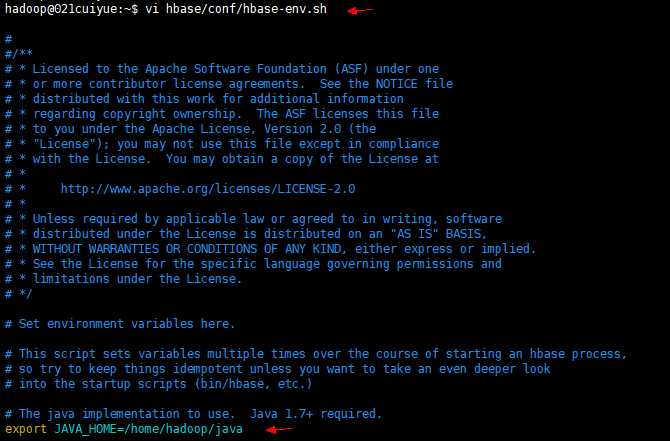 hadoop@021cuiyue:~$ vi hbase/conf/hbase-env.sh
#
#/**
# * Licensed to the Apache Software Foundation (ASF) under one
# * or more contributor license agreements.  See the NOTICE file
# * distributed with this work for additional information
# * regarding copyright ownership.  The ASF licenses this file
# * to you under the Apache License, Version 2.0 (the
# * "License"); you may not use this file except in compliance
# * with the License.  You may obtain a copy of the License at
# *
# *     http://www.apache.org/licenses/LICENSE-2.0
# *
# * Unless required by applicable law or agreed to in writing, software
# * distributed under the License is distributed on an "AS IS" BASIS,
# * WITHOUT WARRANTIES OR CONDITIONS OF ANY KIND, either express or implied.
# * See the License for the specific language governing permissions and
# * limitations under the License.
# */
# Set environment variables here.
# This script sets variables multiple times over the course of starting an hbase process,
# so try to keep things idempotent unless you want to take an even deeper look
# into the startup scripts (bin/hbase, etc.)
# The java implementation to use.  Java 1.7+ required.
export JAVA_HOME=/home/hadoop/java